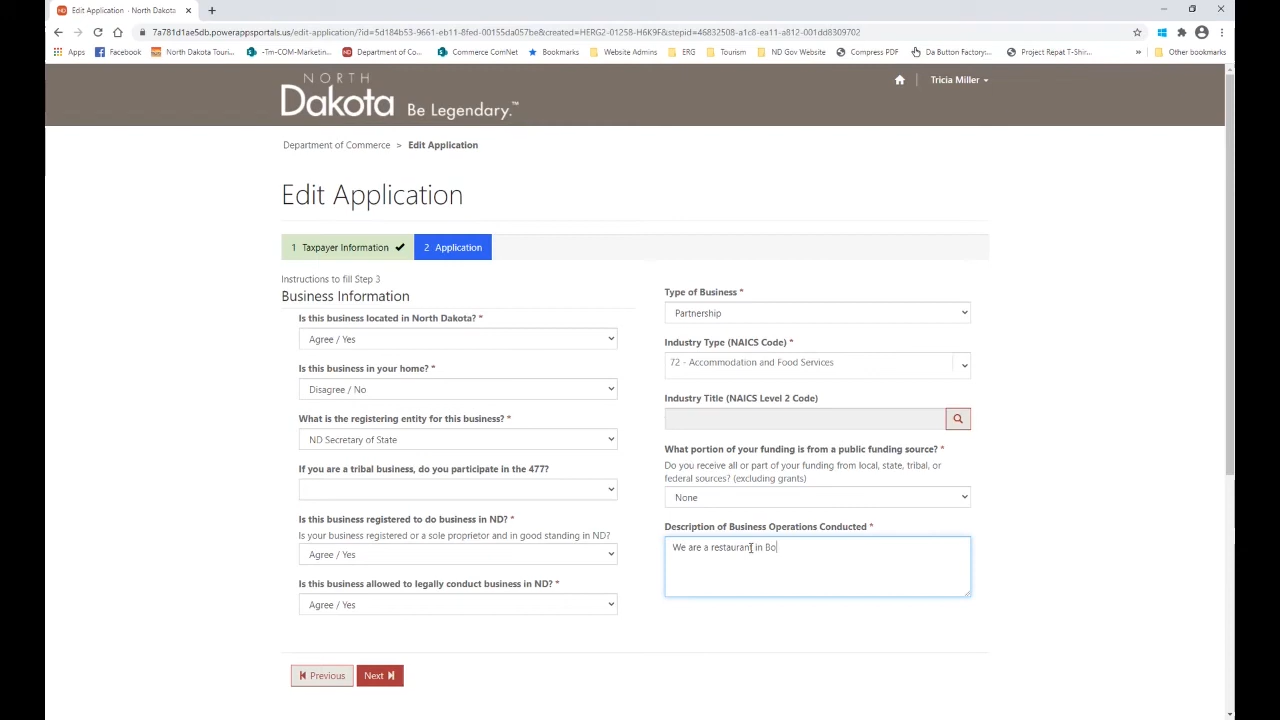 Edit Application · North Dakota
7a781d1ae5db.powerappsportals.us/edit-application/?id=5d184b53-9661-eb11-8fed-00155da057be&created=HERG2-01258-H6K9F&stepid=46832508-a1c8-ea11-a812-001dd8309702
Apps Facebook North Dakota Touri... -Tm-COM-Marketin... Department of Co... Commerce ComNet Bookmarks Website Admins ERG Tourism ND Gov Website Compress PDF Da Button Factory:... Project Repat T-Shir... » Other bookmarks
NORTH
Dakota Be Legendary.™
Tricia Miller
Department of Commerce > Edit Application
Edit Application
1 Taxpayer Information
2 Application
Instructions to fill Step 3
Business Information
Is this business located in North Dakota? *
Agree / Yes
Is this business in your home? *
Disagree / No
What is the registering entity for this business? *
ND Secretary of State
If you are a tribal business, do you participate in the 477?
Is this business registered to do business in ND? *
Is your business registered or a sole proprietor and in good standing in ND?
Agree / Yes
Is this business allowed to legally conduct business in ND? *
Agree / Yes
Type of Business *
Partnership
Industry Type (NAICS Code) *
72 - Accommodation and Food Services
Industry Title (NAICS Level 2 Code)
What portion of your funding is from a public funding source? *
Do you receive all or part of your funding from local, state, tribal, or
federal sources? (excluding grants)
None
Description of Business Operations Conducted *
We are a restaurant in Bo
Previous
Next